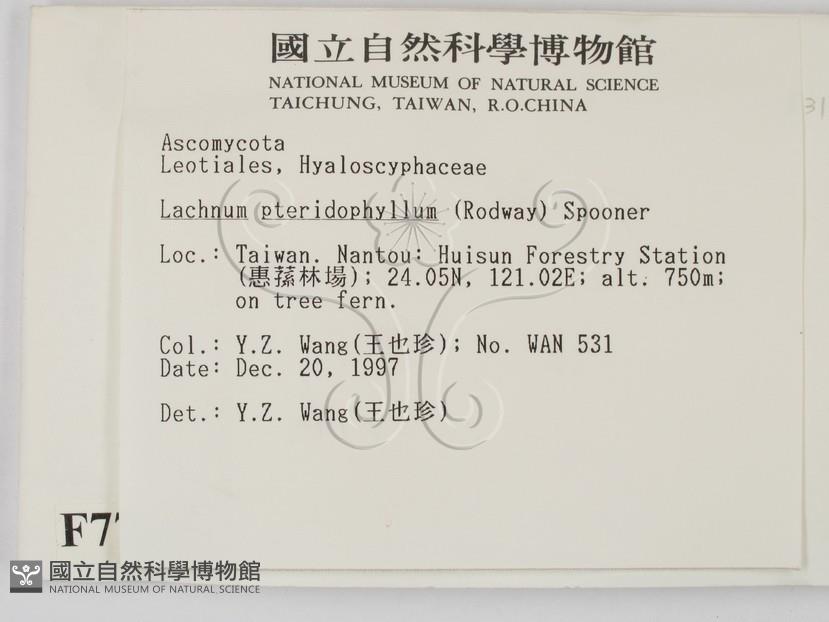 國立自然科學博物館
NATIONAL MUSEUM OF NATURAL SCIENCE
TAICHUNG, TAIWAN, R.O.CHINA
31
Ascomycota
Leotiales, Hyaloscyphaceae
Lachnum pteridophyllum (Rodway) Spooner
Loc.: Taiwan. Nantou: Huisun Forestry Station
(惠蓀林場); 24.05N, 121.02E; alt. 750m;
on tree fern.
Col.: Y.Z. Wang(王也珍); No. WAN 531
Date: Dec. 20, 1997
Det.: Y.Z. Wang(王也珍)
F77
國立自然科學博物館
NATIONAL MUSEUM OF NATURAL SCIENCE